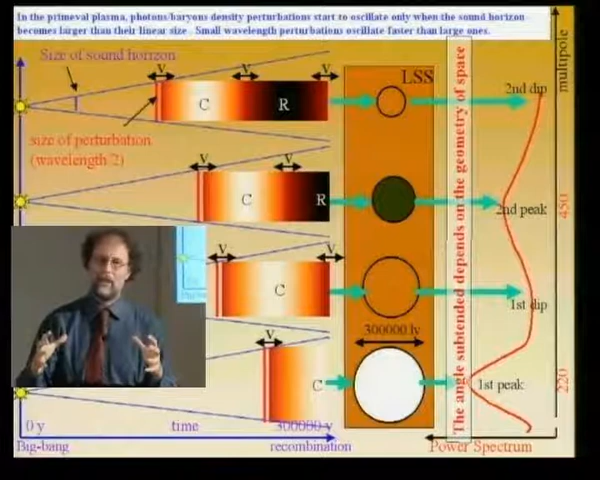 In the primeval plasma, photons/baryons density perturbations start to oscillate only when the sound horizon
becomes larger than their linear size . Small wavelength perturbations oscillate faster than large ones.
Size of sound horizon
size of perturbation
(wavelength/2)
V
V
V
C
R
LSS
2nd dip
multipole
V
V
C
R
2nd peak
450
V
V
C
1st dip
300000 ly
V
C
1st peak
220
The angle subtended depends on the geometry of space
0 y
time
300000 y
Big-bang
recombination
Power Spectrum